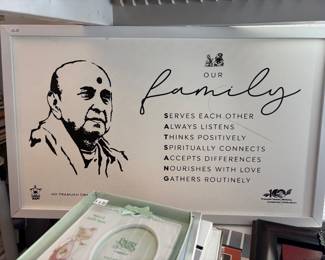 OUR
family
SERVES EACH OTHER
ALWAYS LISTENS
THINKS POSITIVELY
SPIRITUALLY CONNECTS
ACCEPTS DIFFERENCES
NOURISHES WITH LOVE
GATHERS ROUTINELY